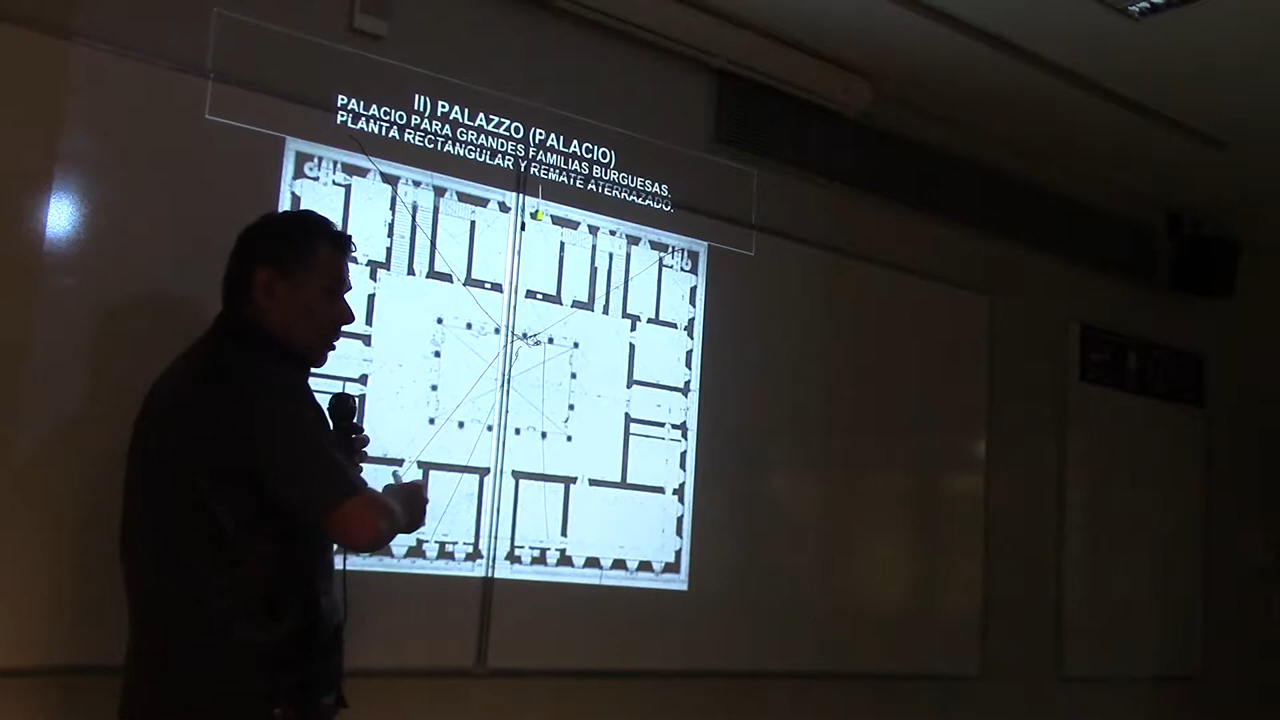 II) PALAZZO (PALACIO)
PALACIO PARA GRANDES FAMILIAS BURGUESAS.
PLANTA RECTANGULAR Y REMATE ATERRAZADO.